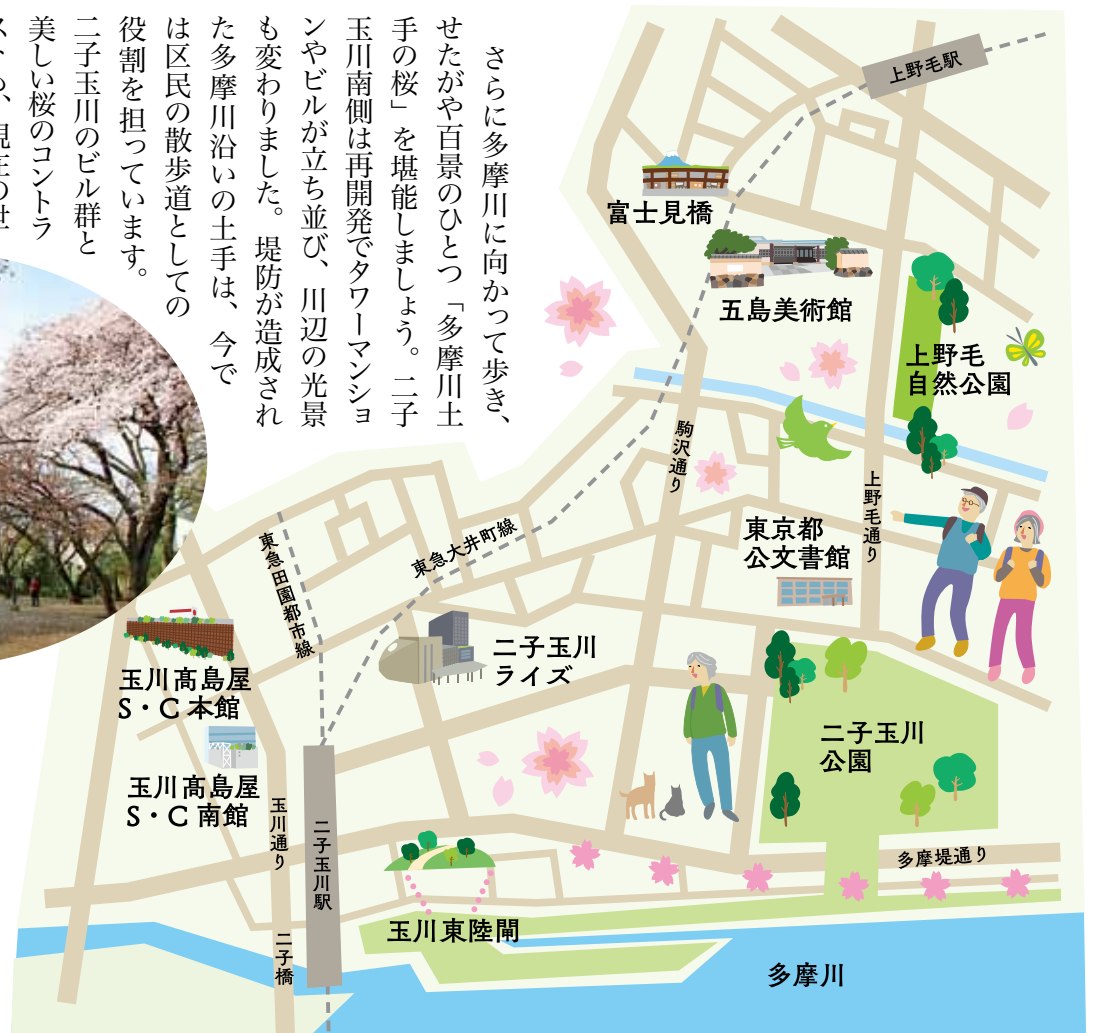 さらに多摩川に向かって歩き、
せたがや百景のひとつ「多摩川土
手の桜」を堪能しましょう。二子
玉川南側は再開発でタワーマンショ
ンやビルが立ち並び、川辺の光景
も変わりました。堤防が造成され
た多摩川沿いの土手は、今で
は区民の散歩道としての
役割を担っています。
二子玉川のビル群と
美しい桜のコントラ
上野毛駅
富士見橋
五島美術館
上野毛
自然公園
駒沢通り
上野毛通り
東京都
公文書館
東急大井町線
東急田園都市線
二子玉川
ライズ
玉川髙島屋
S・C 本館
玉川髙島屋
S・C 南館
二子玉川
公園
玉川通り
二子玉川駅
多摩堤通り
玉川東陸閘
二子橋
多摩川